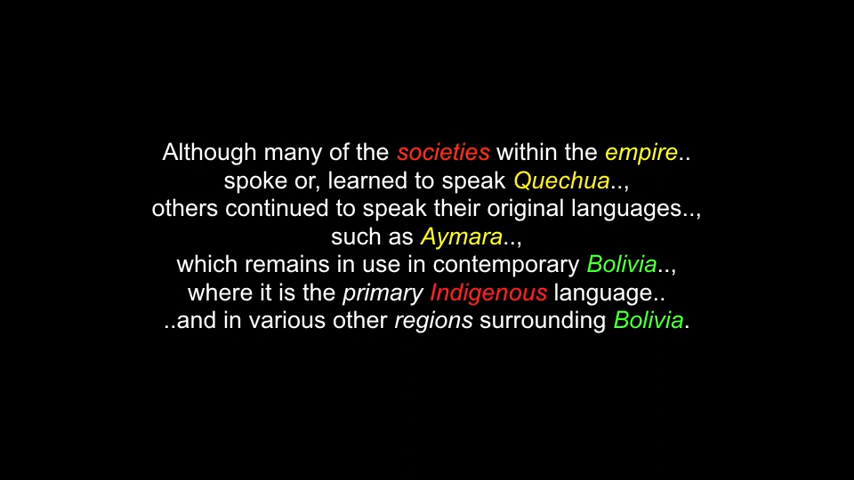 Although many of the societies within the empire..
spoke or, learned to speak Quechua..,
others continued to speak their original languages..,
such as Aymara..,
which remains in use in contemporary Bolivia..,
where it is the primary Indigenous language..
..and in various other regions surrounding Bolivia.